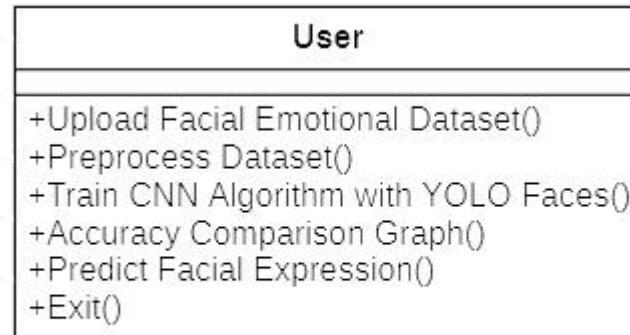 User
+Upload Facial Emotional Dataset()
+Preprocess Dataset()
+Train CNN Algorithm with YOLO Faces()
+Accuracy Comparison Graph()
+Predict Facial Expression()
+Exit()